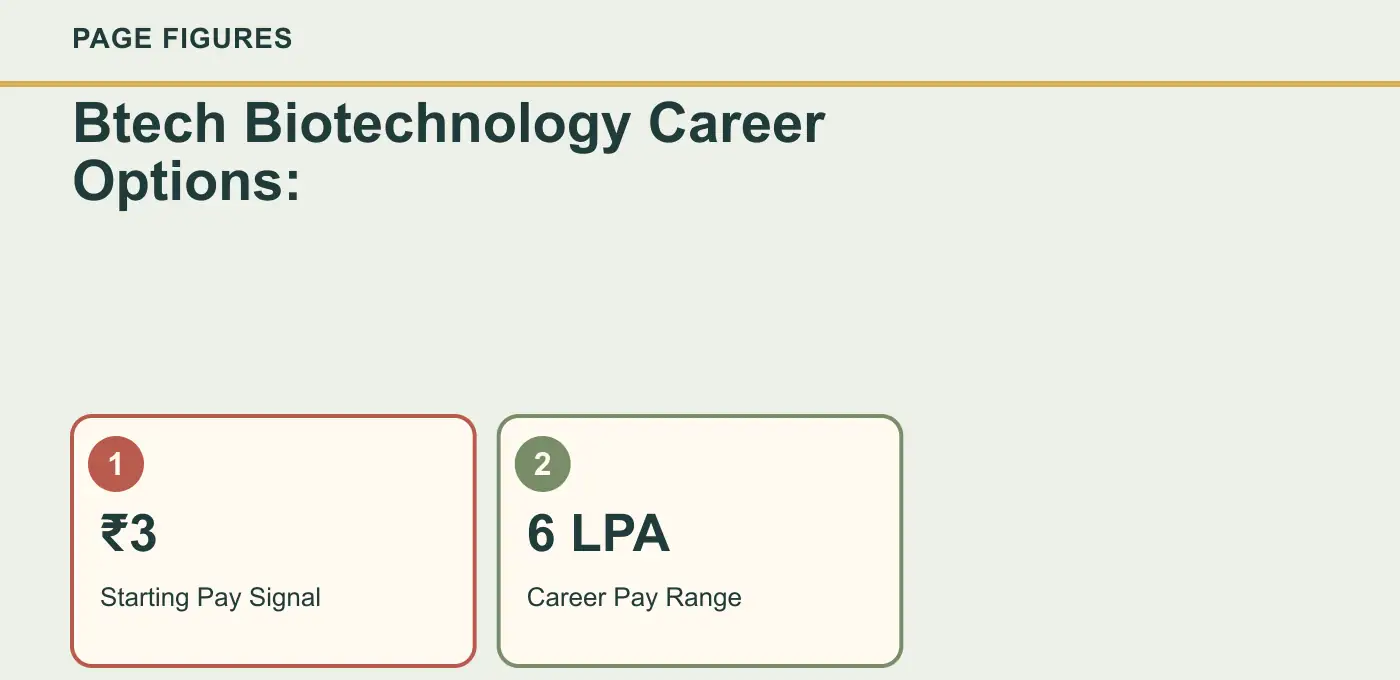 PAGE FIGURES
Btech Biotechnology Career
Options:
1
₹3
Starting Pay Signal
2
6 LPA
Career Pay Range